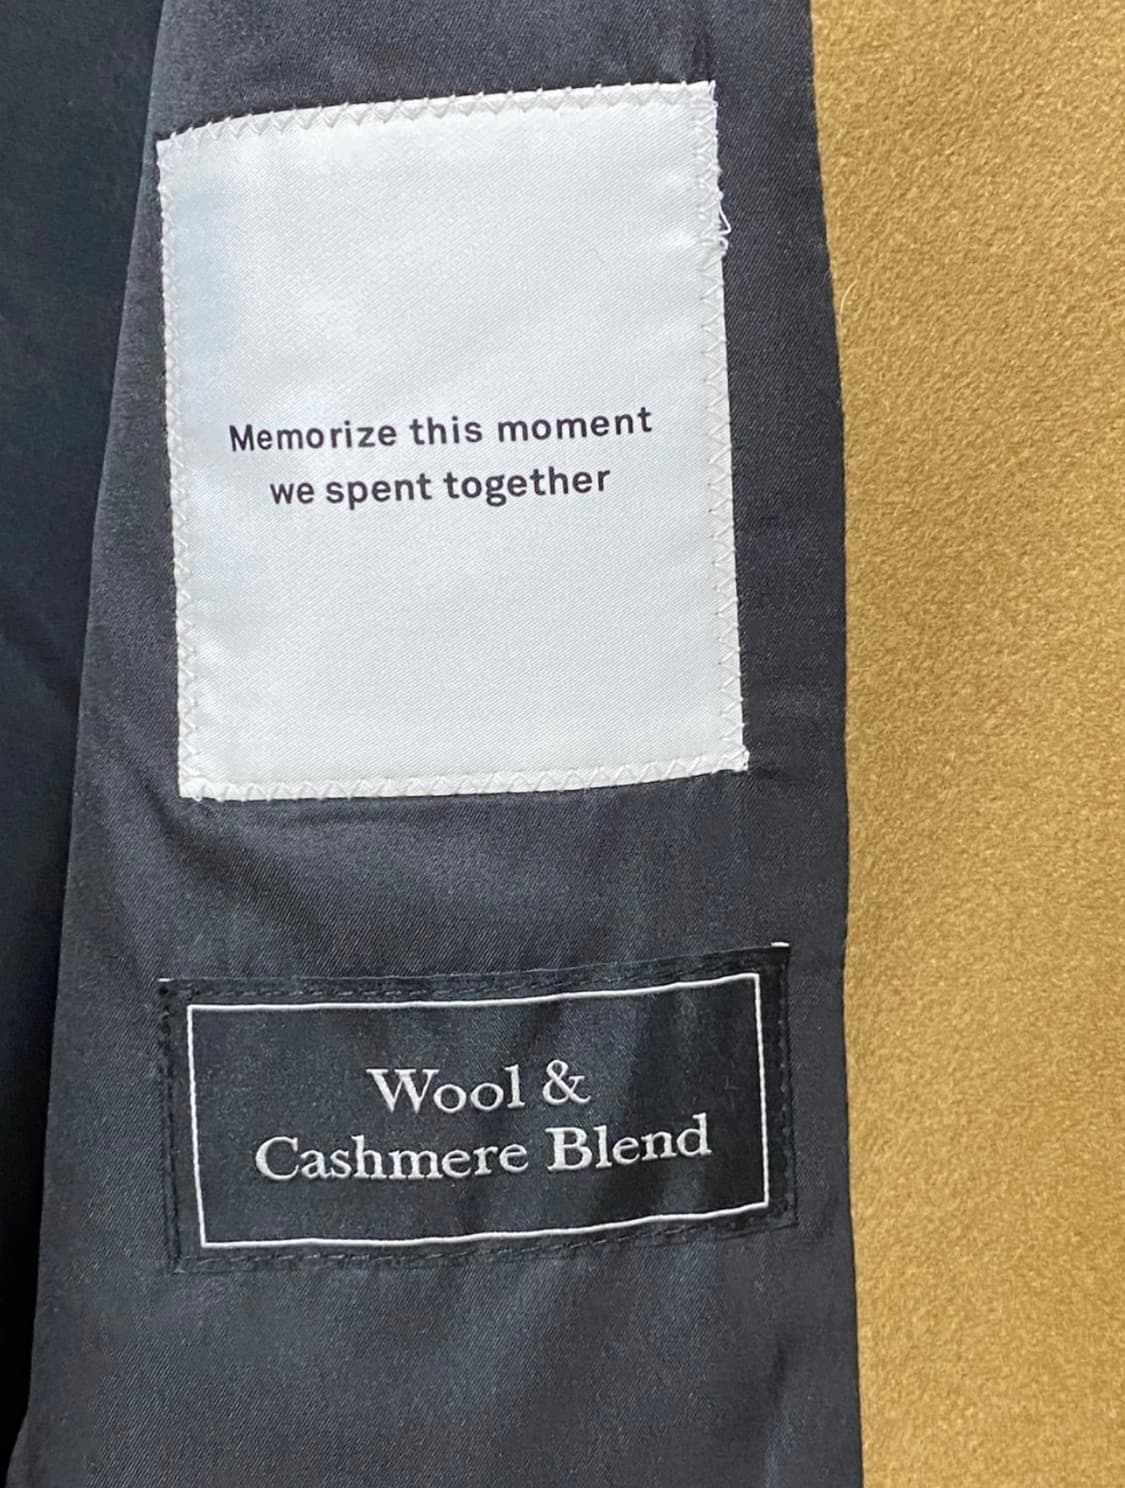 Memorize this moment
we spent together
Wool &
Cashmere Blend